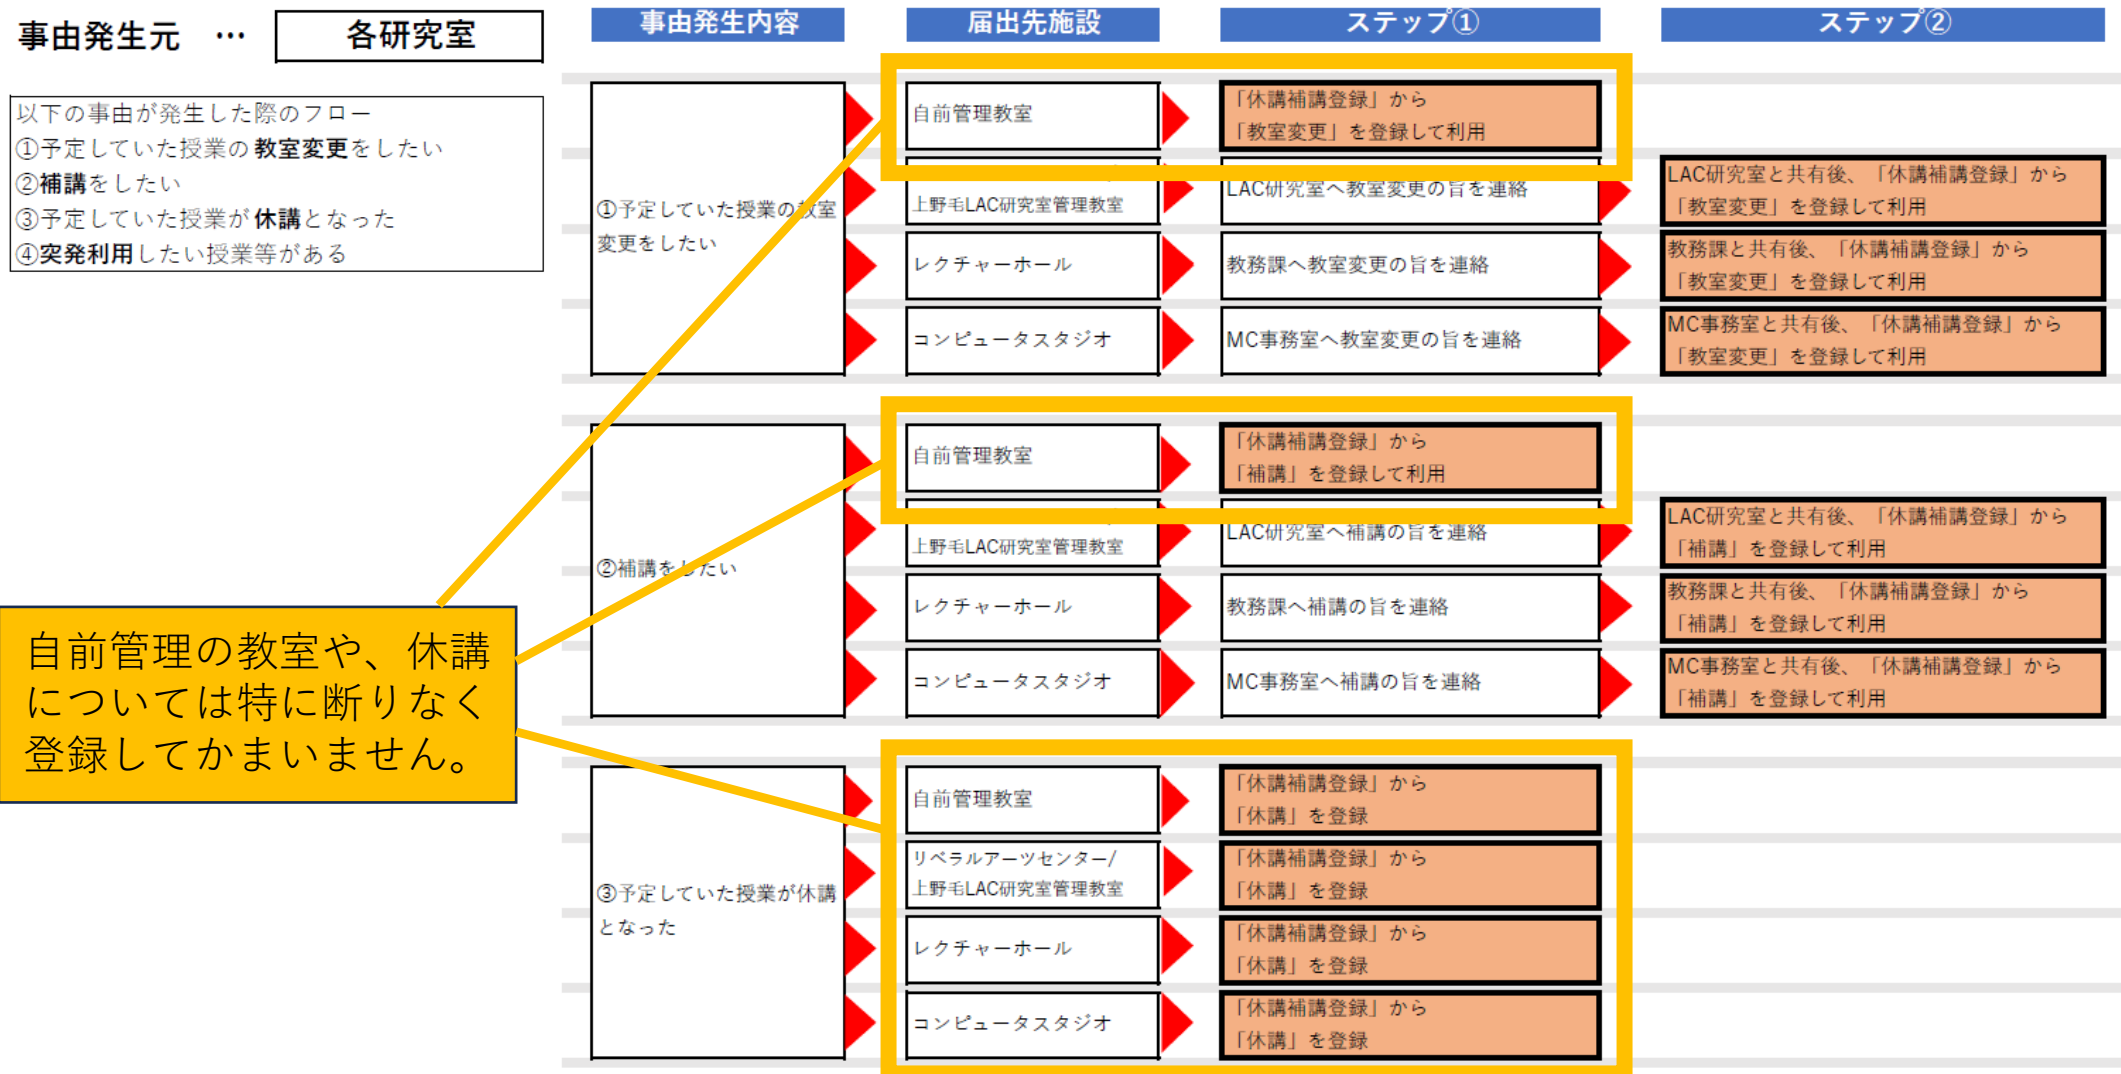 事由発生元 … 各研究室
以下の事由が発生した際のフロー
①予定していた授業の教室変更をしたい
②補講をしたい
③予定していた授業が休講となった
④突発利用したい授業等がある
事由発生内容
届出先施設
ステップ①
ステップ②
①予定していた授業の教室
変更をしたい
自前管理教室
「休講補講登録」から
「教室変更」を登録して利用
上野毛LAC研究室管理教室
LAC研究室へ教室変更の旨を連絡
LAC研究室と共有後、「休講補講登録」から
「教室変更」を登録して利用
レクチャーホール
教務課へ教室変更の旨を連絡
教務課と共有後、「休講補講登録」から
「教室変更」を登録して利用
コンピュータスタジオ
MC事務室へ教室変更の旨を連絡
MC事務室と共有後、「休講補講登録」から
「教室変更」を登録して利用
②補講をしたい
自前管理教室
「休講補講登録」から
「補講」を登録して利用
上野毛LAC研究室管理教室
LAC研究室へ補講の旨を連絡
LAC研究室と共有後、「休講補講登録」から
「補講」を登録して利用
レクチャーホール
教務課へ補講の旨を連絡
教務課と共有後、「休講補講登録」から
「補講」を登録して利用
コンピュータスタジオ
MC事務室へ補講の旨を連絡
MC事務室と共有後、「休講補講登録」から
「補講」を登録して利用
自前管理の教室や、休講
については特に断りなく
登録してかまいません。
③予定していた授業が休講
となった
自前管理教室
「休講補講登録」から
「休講」を登録
リベラルアーツセンター/
上野毛LAC研究室管理教室
「休講補講登録」から
「休講」を登録
レクチャーホール
「休講補講登録」から
「休講」を登録
コンピュータスタジオ
「休講補講登録」から
「休講」を登録